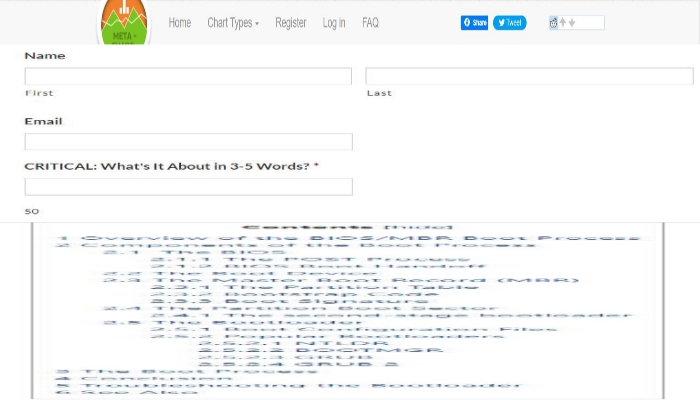 META -
Home Chart Types Register Log in FAQ Share Tweet
Name
First Last
Email
CRITICAL: What's It About in 3-5 Words? *
50
Contents [hide]
1 Overview of the BIOS/MBR Boot Process
2 Components of the Boot Process
2.1 The BIOS
2.1.1 The POST Process
2.1.2 BIOS Boot Handoff
2.2 The Boot Device
2.3 The Master Boot Record (MBR)
2.3.1 The Partition Table
2.3.2 Bootstrap Code
2.3.3 Boot Signature
2.4 The Partition Boot Sector
2.4.1 The second-stage bootloader
2.5 The Bootloader
2.5.1 Boot Configuration Files
2.5.2 Popular Bootloaders
2.5.2.1 NTLDR
2.5.2.2 BOOTMGR
2.5.2.3 GRUB
2.5.2.4 GRUB 2
3 The Boot Process
4 Conclusion
5 Troubleshooting the Bootloader
6 See Also